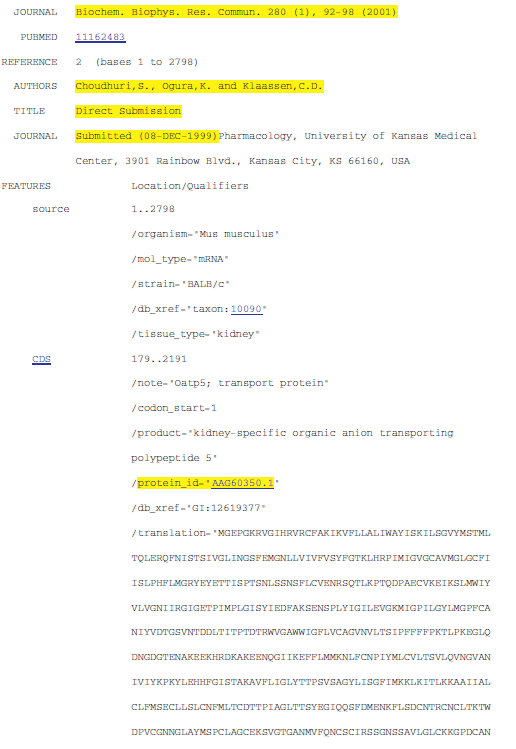 JOURNAL Biochem. Biophys. Res. Commun. 280 (1), 92-98 (2001)
PUBMED 11162483
REFERENCE 2 (bases 1 to 2798)
AUTHORS Choudhuri,S., Ogura,K. and Klaassen,C.D.
TITLE Direct Submission
JOURNAL Submitted (08-DEC-1999)Pharmacology, University of Kansas Medical
Center, 3901 Rainbow Blvd., Kansas City, KS 66160, USA
FEATURES Location/Qualifiers
source 1..2798
/organism="Mus musculus"
/mol_type="mRNA"
/strain="BALB/c"
/db_xref="taxon:10090"
/tissue_type="kidney"
CDS 179..2191
/note="Oatp5; transport protein"
/codon_start=1
/product="kidney-specific organic anion transporting
polypeptide 5"
/protein_id="AAG60350.1"
/db_xref="GI:12619377"
/translation="MGEPGKRVGIHRVRCFAKIKVFLLALIWAYISKILSGVYMSTML
TQLERQFNISTSIVGLINGSFEMGNLLVIVFVSYFGTKLHRPIMIGVGCAVMGLGCFI
ISLPHFLMGRYEYETTISPTSNLSSNSFLCVENRSQTLKPTQDPAECVKEIKSLMWIY
VLVGNIIRGIGETPIMPLGISYIEDFAKSENSPLYIGILEVGKMIGPILGYLMGPFCA
NIYVDTGSVNTDDLTITPTDTRWVGAWWIGFLVCAGVNVLTSIPFFFFPKTLPKEGLQ
DNGDGTENAKEEKHRDKAKEENQGIIKEFFLMMKNLFCNPIYMLCVLTSVLQVNGVAN
IVIYKPKYLEHHFGISTAKAVFLIGLYTTPSVSAGYLISGFIMKKLKITLKKAAIIAL
CLFMSECLLSLCNFMLTCDTTPIAGLTTSYEGIQQSFDMENKFLSDCNTRCNCLTKTW
DPVCGNNGLAYMSPCLAGCEKSVGTGANMVFQNCSCIRSSGNSSAVLGLCKKGPDCAN